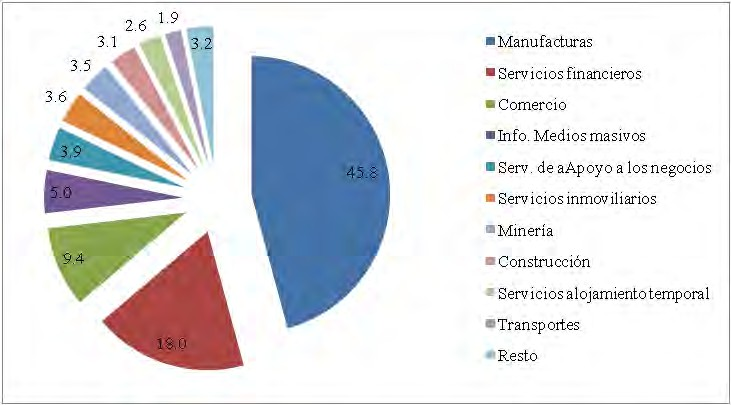 1.9
2.6
3.2
3.1
3.5
3.6
3.9
5.0
9.4
18.0
45.8
Manufacturas
Servicios financieros
Comercio
Info. Medios masivos
Serv. de aApoyo a los negocios
Servicios inmoviliarios
Minería
Construcción
Servicios alojamiento temporal
Transportes
Resto